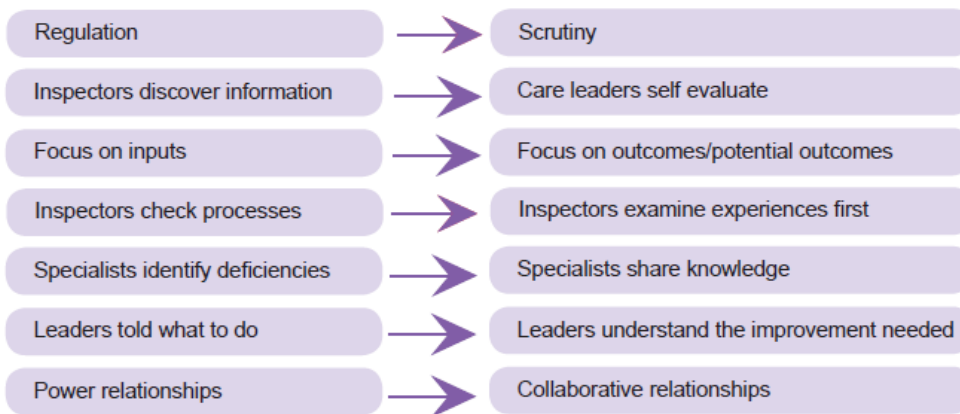 Regulation
Scrutiny
Inspectors discover information
Care leaders self evaluate
Focus on inputs
Focus on outcomes/potential outcomes
Inspectors check processes
Inspectors examine experiences first
Specialists identify deficiencies
Specialists share knowledge
Leaders told what to do
Leaders understand the improvement needed
Power relationships
Collaborative relationships